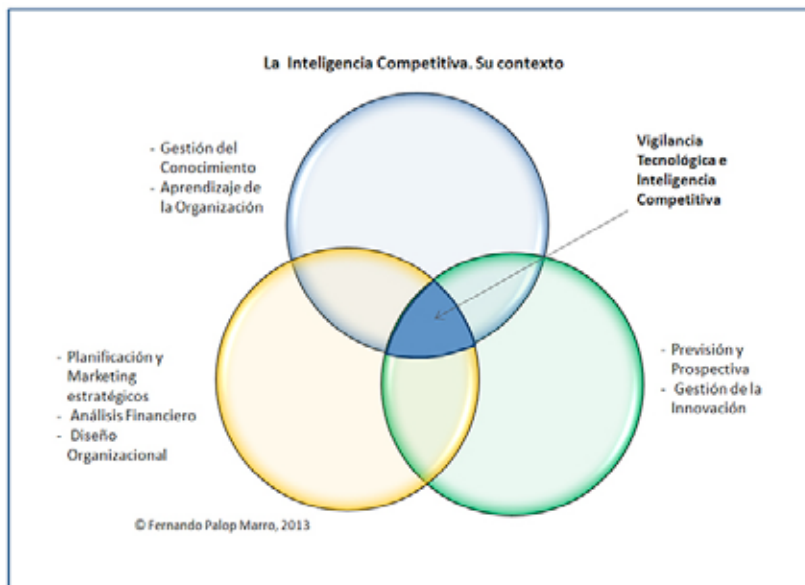 La Inteligencia Competitiva. Su contexto
- Gestión del
Conocimiento
- Aprendizaje de
la Organización
Vigilancia
Tecnológica e
Inteligencia
Competitiva
- Planificación y
Marketing
estratégicos
- Análisis Financiero
- Diseño
Organizacional
- Previsión y
Prospectiva
- Gestión de la
Innovación
© Fernando Palop Marro, 2013